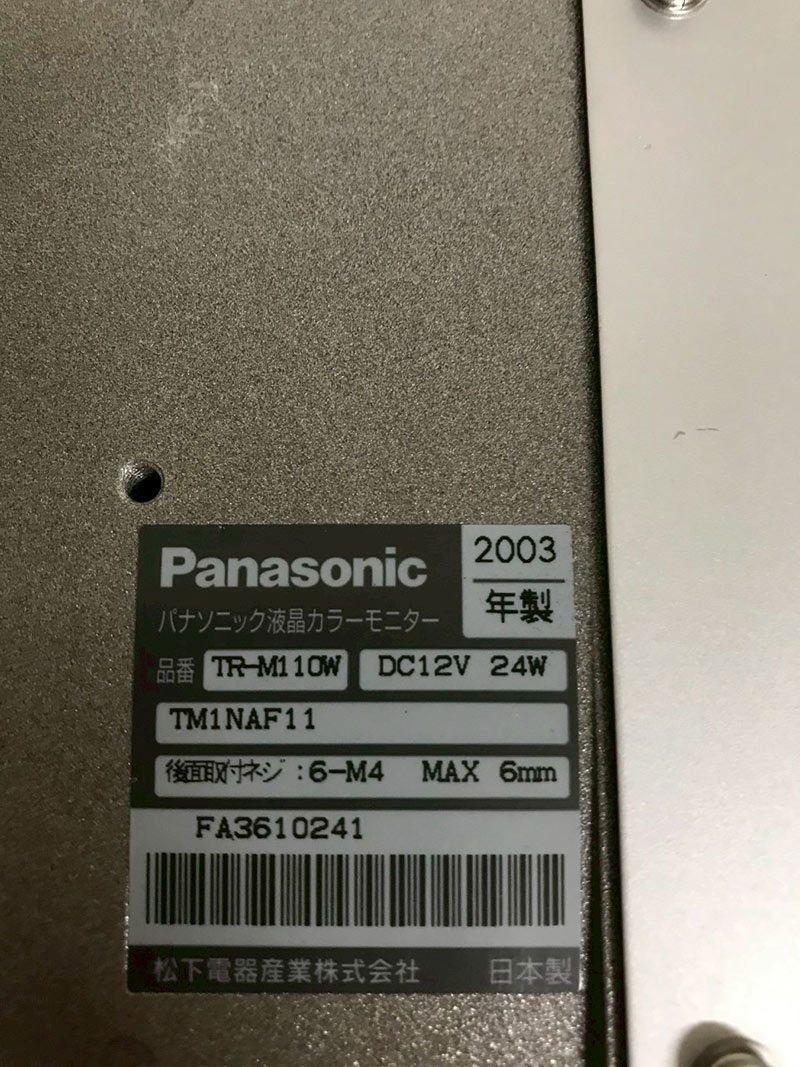 Panasonic
2003
年製
パナソニック液晶カラーモニター
品番 TR-M110W DC12V 24W
TM1NAF11
後面取付ネジ:6-M4 MAX 6mm
FA3610241
松下電器産業株式会社 日本製